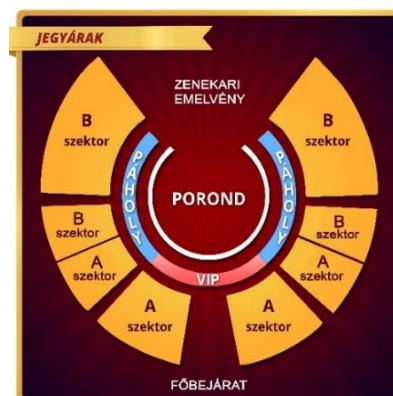 JEGYÁRAK
ZENEKARI
EMELVÉNY
B
szektor
B
szektor
PÁHOLY
PÁHOLY
POROND
B
szektor
B
szektor
A
szektor
A
szektor
VIP
A
szektor
A
szektor
FŐBEJÁRAT